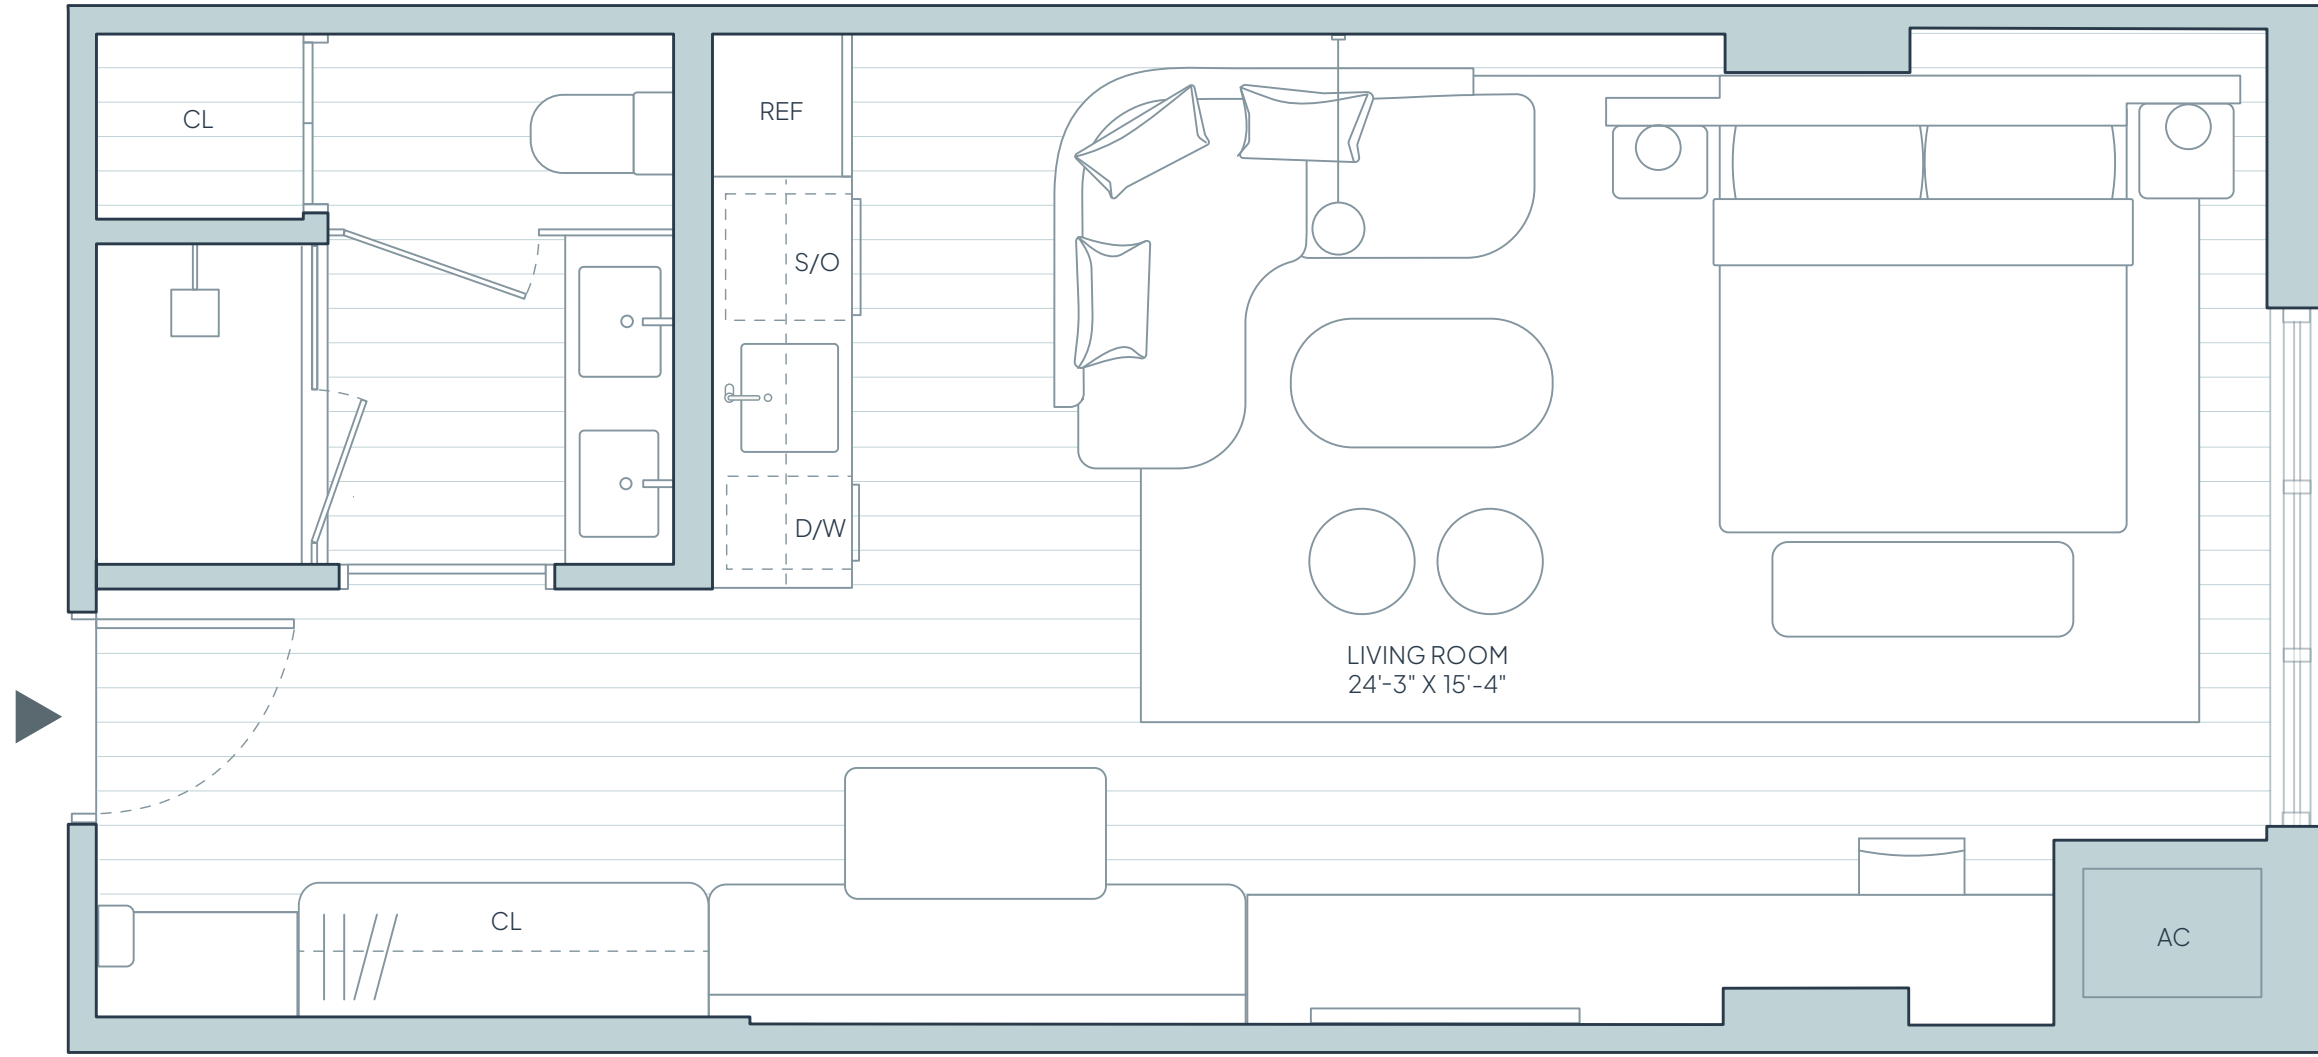 CL
REF
S/O
D/W
LIVING ROOM
24'-3" X 15'-4"
CL
AC